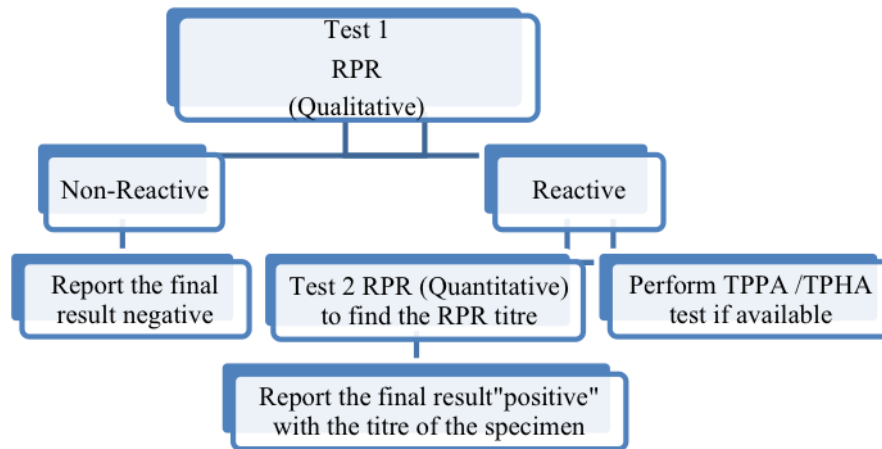 Test 1
RPR
(Qualitative)
Non-Reactive
Reactive
Report the final
result negative
Test 2 RPR (Quantitative)
to find the RPR titre
Perform TPPA /TPHA
test if available
Report the final result"positive"
with the titre of the specimen